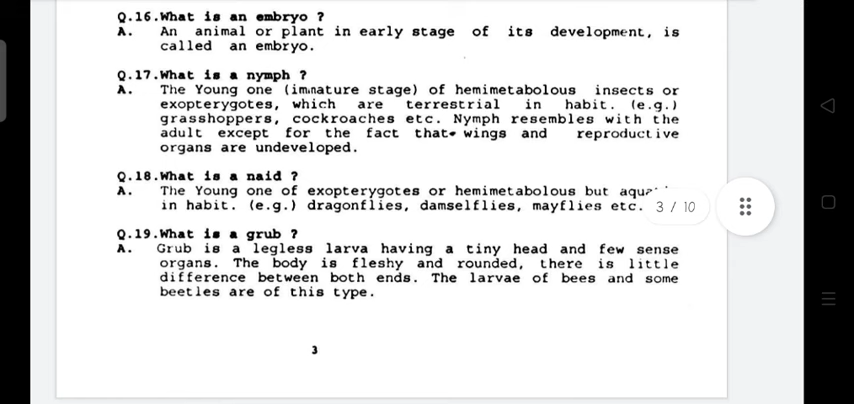 Q.16.What is an embryo ?
A. An animal or plant in early stage of its development, is
called an embryo.
Q.17.What is a nymph ?
A. The Young one (immature stage) of hemimetabolous insects or
exopterygotes, which are terrestrial in habit. (e.g.)
grasshoppers, cockroaches etc. Nymph resembles with the
adult except for the fact that wings and reproductive
organs are undeveloped.
Q.18.What is a naid ?
A. The Young one of exopterygotes or hemimetabolous but
in habit. (e.g.) dragonflies, damselflies, mayflies etc.
3 / 10
Q.19.What is a grub ?
A. Grub is a legless larva having a tiny head and few sense
organs. The body is fleshy and rounded, there is little
difference between both ends. The larvae of bees and some
beetles are of this type.
3